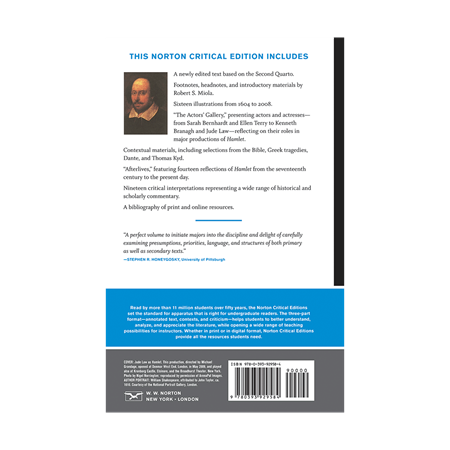 THIS NORTON CRITICAL EDITION INCLUDES
A newly edited text based on the Second Quarto.
Footnotes, headnotes, and introductory materials by
Robert S. Miola.
Sixteen illustrations from 1604 to 2008.
“The Actors’ Gallery,” presenting actors and actresses—
from Sarah Bernhardt and Ellen Terry to Kenneth
Branagh and Jude Law—reflecting on their roles in
major productions of Hamlet.
Contextual materials, including selections from the Bible, Greek tragedies,
Dante, and Thomas Kyd.
“Afterlives,” featuring fourteen reflections of Hamlet from the seventeenth
century to the present day.
Nineteen critical interpretations representing a wide range of historical and
scholarly commentary.
A bibliography of print and online resources.
“A perfect volume to initiate majors into the discipline and delight of carefully
examining presumptions, priorities, language, and structures of both primary
as well as secondary texts.”
—STEPHEN R. HONEYGOSKY, University of Pittsburgh
Read by more than 11 million students over fifty years, the Norton Critical Editions
set the standard for apparatus that is right for undergraduate readers. The three-part
format—annotated text, contexts, and criticism—helps students to better understand,
analyze, and appreciate the literature, while opening a wide range of teaching
possibilities for instructors. Whether in print or in digital format, Norton Critical Editions
provide all the resources students need.
COVER: Jude Law as Hamlet. This production, directed by Michael
Grandage, opened at Donmar West End, London, in May 2009, and played
also at Kronborg Castle, Elsinore, and the Broadhurst Theater, New York.
Photo by Nigel Norrington; reproduced by permission of ArenaPal Images.
AUTHOR PORTRAIT: William Shakespeare, attributed to John Taylor, ca.
1610. Courtesy of the National Portrait Gallery, London.
W. W. NORTON
NEW YORK • LONDON
ISBN 978-0-393-92958-4
90000
9 780393 929584